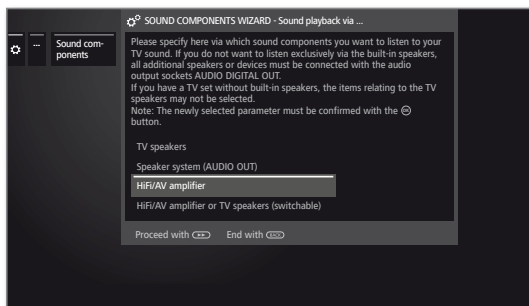 SOUND COMPONENTS WIZARD - Sound playback via ...
...
Sound com-
ponents
Please specify here via which sound components you want to listen to your
TV sound. If you do not want to listen exclusively via the built-in speakers,
all additional speakers or devices must be connected with the audio
output sockets AUDIO DIGITAL OUT.
If you have a TV set without built-in speakers, the items relating to the TV
speakers may not be selected.
Note: The newly selected parameter must be confirmed with the OK
button.
TV speakers
Speaker system (AUDIO OUT)
HiFi/AV amplifier
HiFi/AV amplifier or TV speakers (switchable)
Proceed with End with BACK